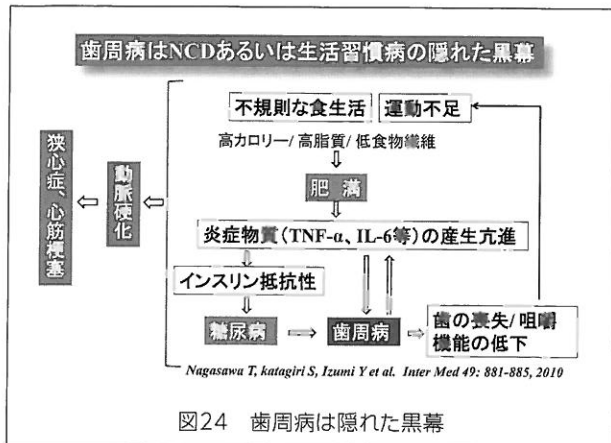 歯周病はNCDあるいは生活習慣病の隠れた黒幕
不規則な食生活
運動不足
高カロリー/ 高脂質/ 低食物繊維
肥満
炎症物質(TNF-α、IL-6等)の産生亢進
インスリン抵抗性
糖尿病
歯周病
歯の喪失/ 咀嚼
機能の低下
動脈硬化
狭心症、心筋梗塞
Nagasawa T, katagiri S, Izumi Y et al. Inter Med 49: 881-885, 2010
図24 歯周病は隠れた黒幕